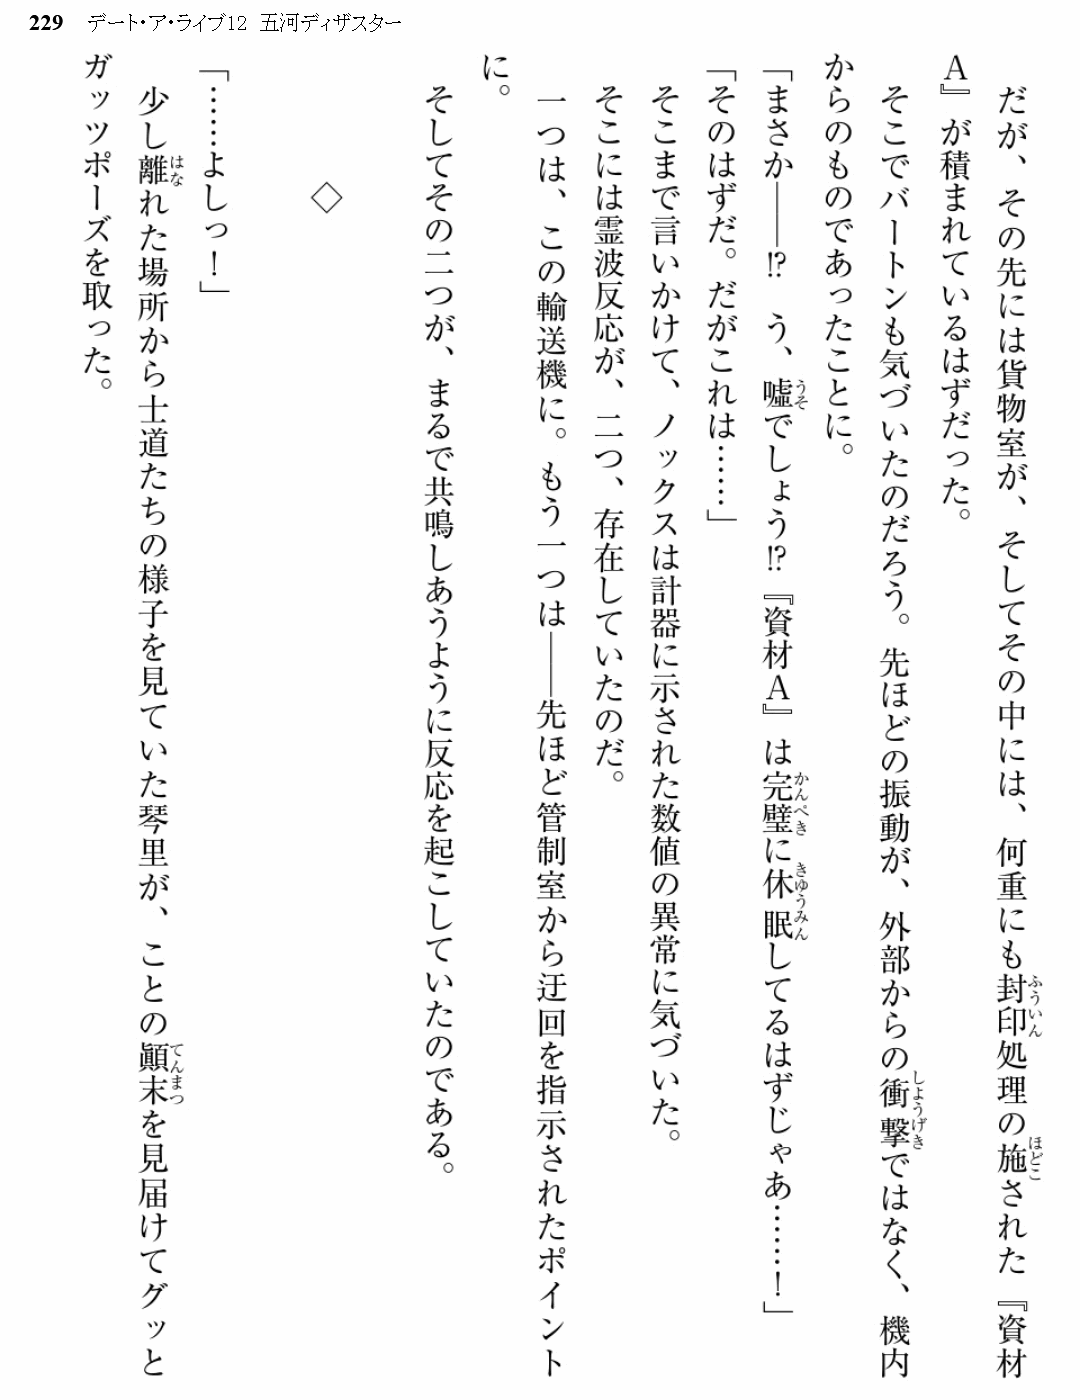 229 デート・ア・ライブ12 五河ディザスター
だが、その先には貨物室が、そしてその中には、何重にも封印処理の施された『資材
Ａ』が積まれているはずだった。
そこでバートンも気づいたのだろう。先ほどの振動が、外部からの衝撃ではなく、機内
からのものであったことに。
「まさか――⁉　う、嘘でしょう⁉『資材Ａ』は完璧に休眠してるはずじゃあ……！」
「そのはずだ。だがこれは……」
そこまで言いかけて、ノックスは計器に示された数値の異常に気づいた。
そこには霊波反応が、二つ、存在していたのだ。
一つは、この輸送機に。もう一つは――先ほど管制室から迂回を指示されたポイント
に。
そしてその二つが、まるで共鳴しあうように反応を起こしていたのである。
◇
「……よしっ！」
少し離れた場所から士道たちの様子を見ていた琴里が、ことの顚末を見届けてグッと
ガッツポーズを取った。